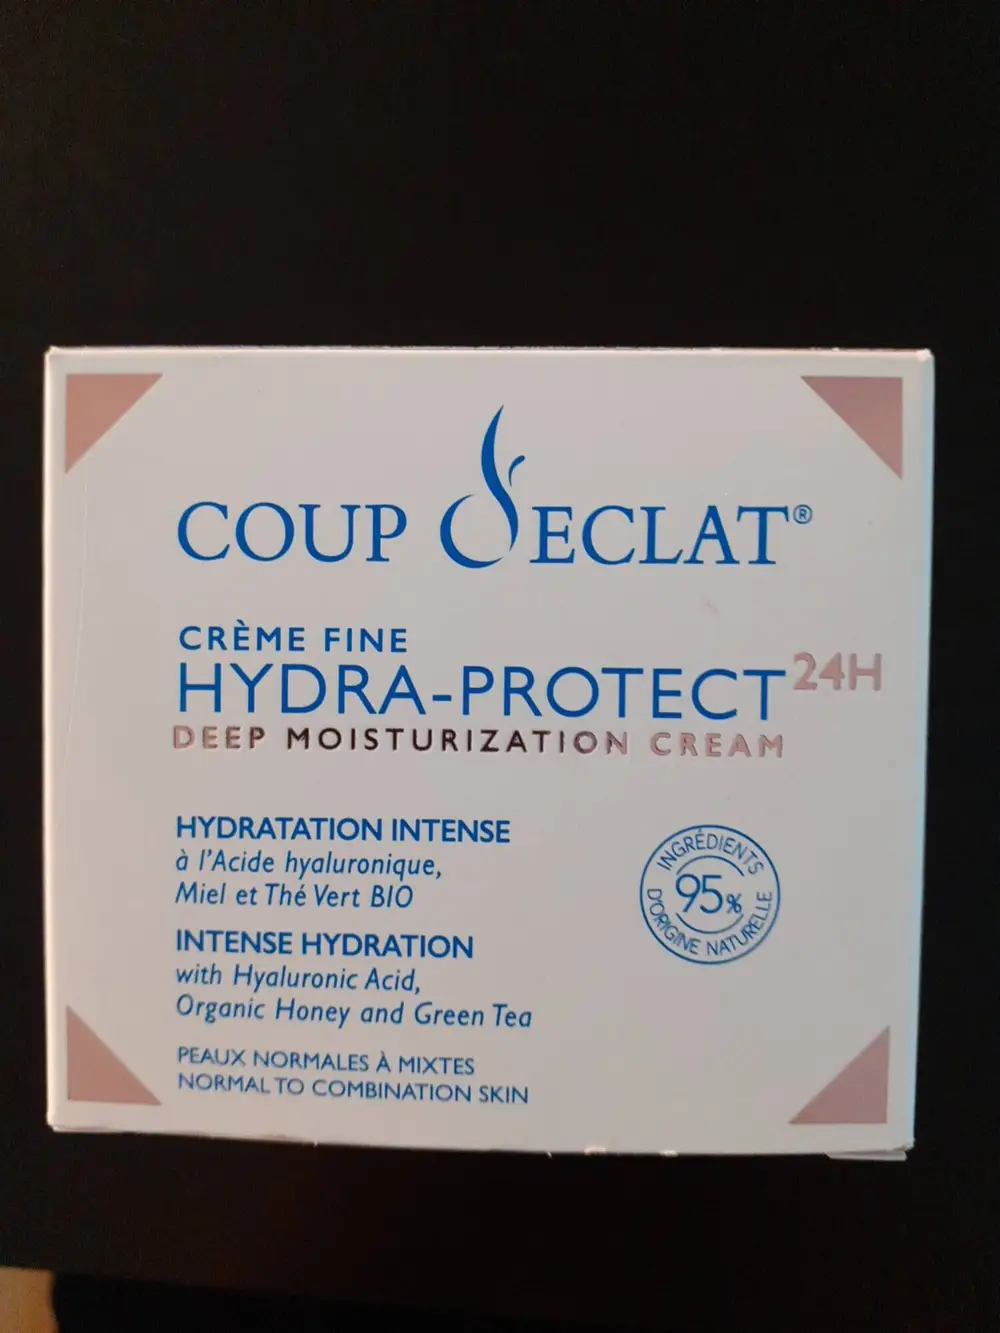 COUP D'ECLAT®
CRÈME FINE
HYDRA-PROTECT 24H
DEEP MOISTURIZATION CREAM
HYDRATATION INTENSE
à l'Acide hyaluronique,
Miel et Thé Vert BIO
INTENSE HYDRATION
with Hyaluronic Acid,
Organic Honey and Green Tea
PEAUX NORMALES À MIXTES
NORMAL TO COMBINATION SKIN
INGRÉDIENTS
95%
D'ORIGINE NATURELLE